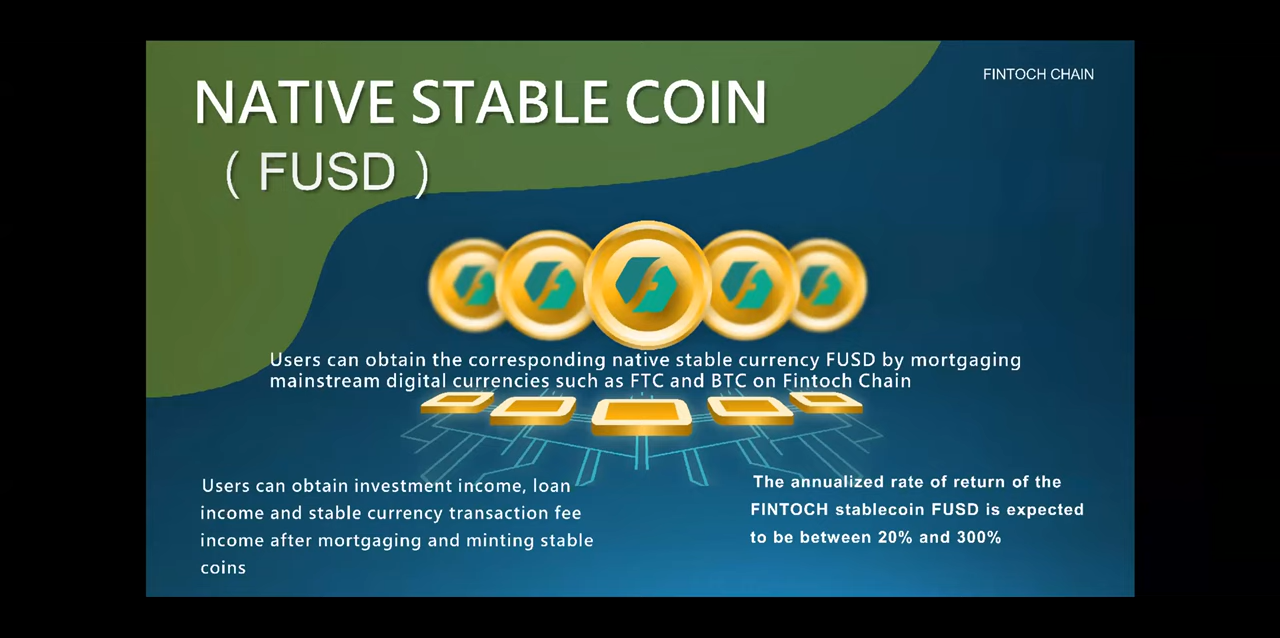 FINTOCH CHAIN
NATIVE STABLE COIN
( FUSD )
Users can obtain the corresponding native stable currency FUSD by mortgaging
mainstream digital currencies such as FTC and BTC on Fintoch Chain
Users can obtain investment income, loan
income and stable currency transaction fee
income after mortgaging and minting stable
coins
The annualized rate of return of the
FINTOCH stablecoin FUSD is expected
to be between 20% and 300%